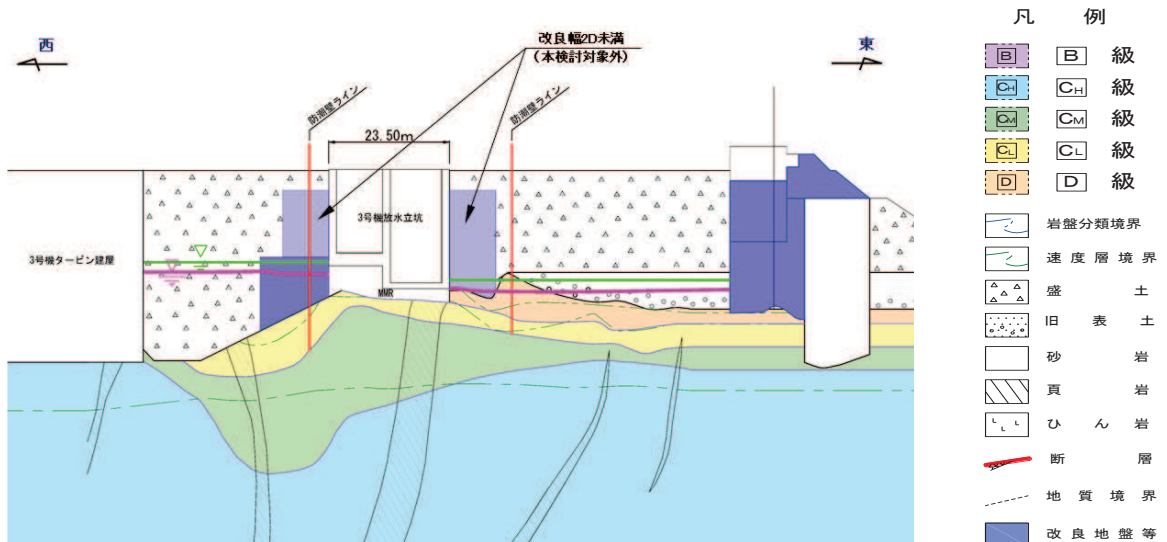 西
東
改良幅2D未満
(本検討対象外)
防潮壁ライン
防潮壁ライン
23.50m
3号機放水立坑
3号機タービン建屋
MMR
凡 例
B B 級
CH CH 級
CM CM 級
CL CL 級
D D 級
岩盤分類境界
速度層境界
盛土
旧表土
砂岩
頁岩
ひん岩
断層
地質境界
改良地盤等